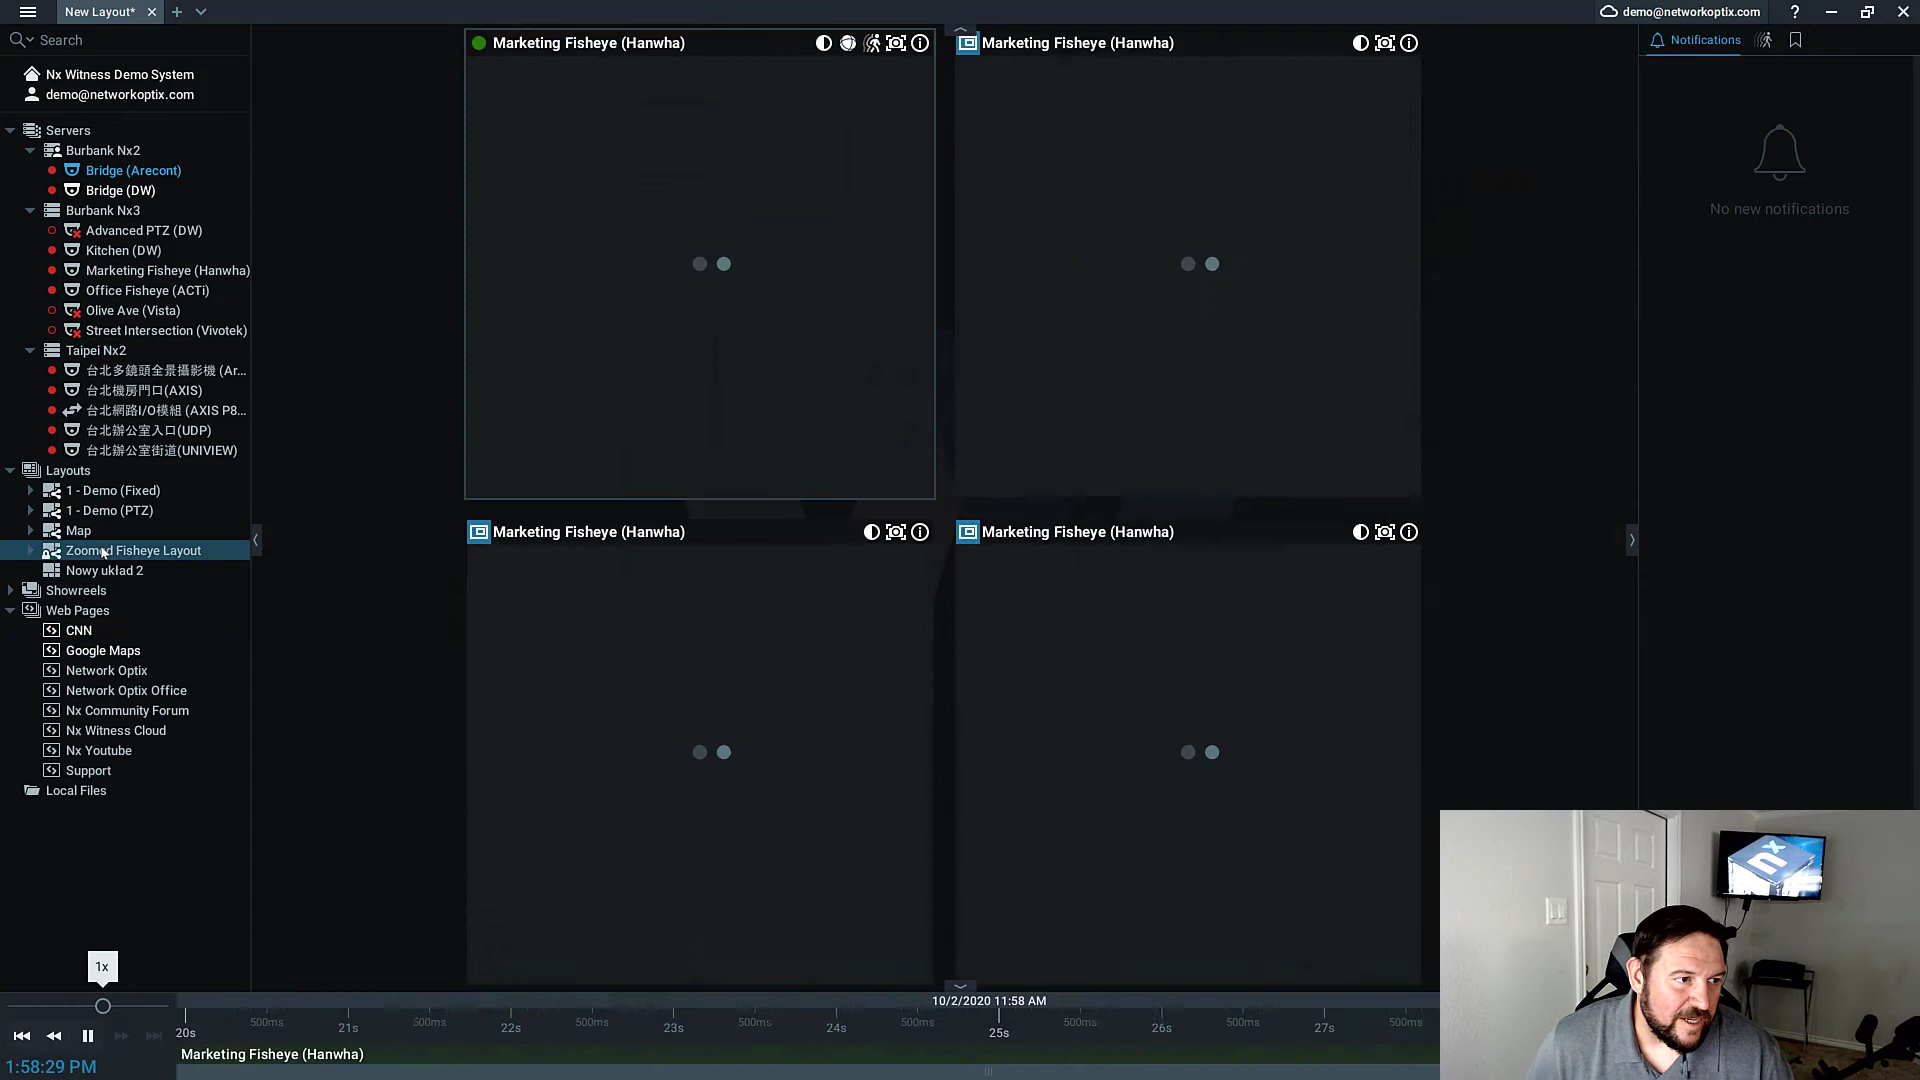 New Layout*
demo@networkoptix.com
?
Search
Nx Witness Demo System
demo@networkoptix.com
Servers
Burbank Nx2
Bridge (Arecont)
Bridge (DW)
Burbank Nx3
Advanced PTZ (DW)
Kitchen (DW)
Marketing Fisheye (Hanwha)
Office Fisheye (ACTi)
Olive Ave (Vista)
Street Intersection (Vivotek)
Taipei Nx2
台北多鏡頭全景攝影機 (Ar...
台北機房門口(AXIS)
台北網路I/O模組 (AXIS P8...
台北辦公室入口(UDP)
台北辦公室街道(UNIVIEW)
Layouts
1 - Demo (Fixed)
1 - Demo (PTZ)
Map
Zoomed Fisheye Layout
Nowy układ 2
Showreels
Web Pages
CNN
Google Maps
Network Optix
Network Optix Office
Nx Community Forum
Nx Witness Cloud
Nx Youtube
Support
Local Files
Marketing Fisheye (Hanwha)
Marketing Fisheye (Hanwha)
Marketing Fisheye (Hanwha)
Marketing Fisheye (Hanwha)
Notifications
No new notifications
nx
1x
10/2/2020 11:58 AM
20s 500ms 21s 500ms 22s 500ms 23s 500ms 24s 500ms 25s 500ms 26s 500ms 27s 500ms
Marketing Fisheye (Hanwha)
1:58:29 PM